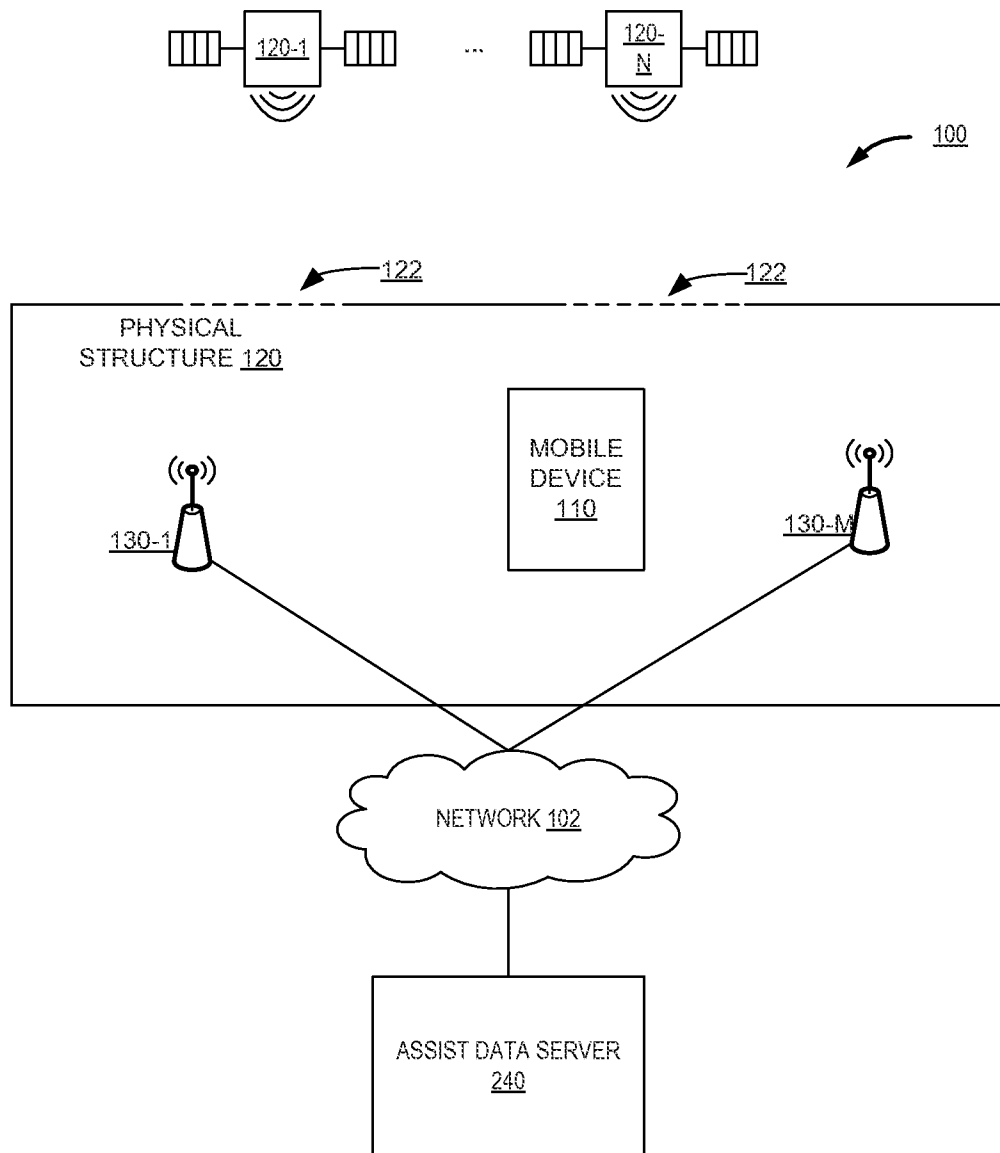 120-1
...
120-
N
100
122
122
PHYSICAL
STRUCTURE 120
MOBILE
DEVICE
110
130-1
130-M
NETWORK 102
ASSIST DATA SERVER
240